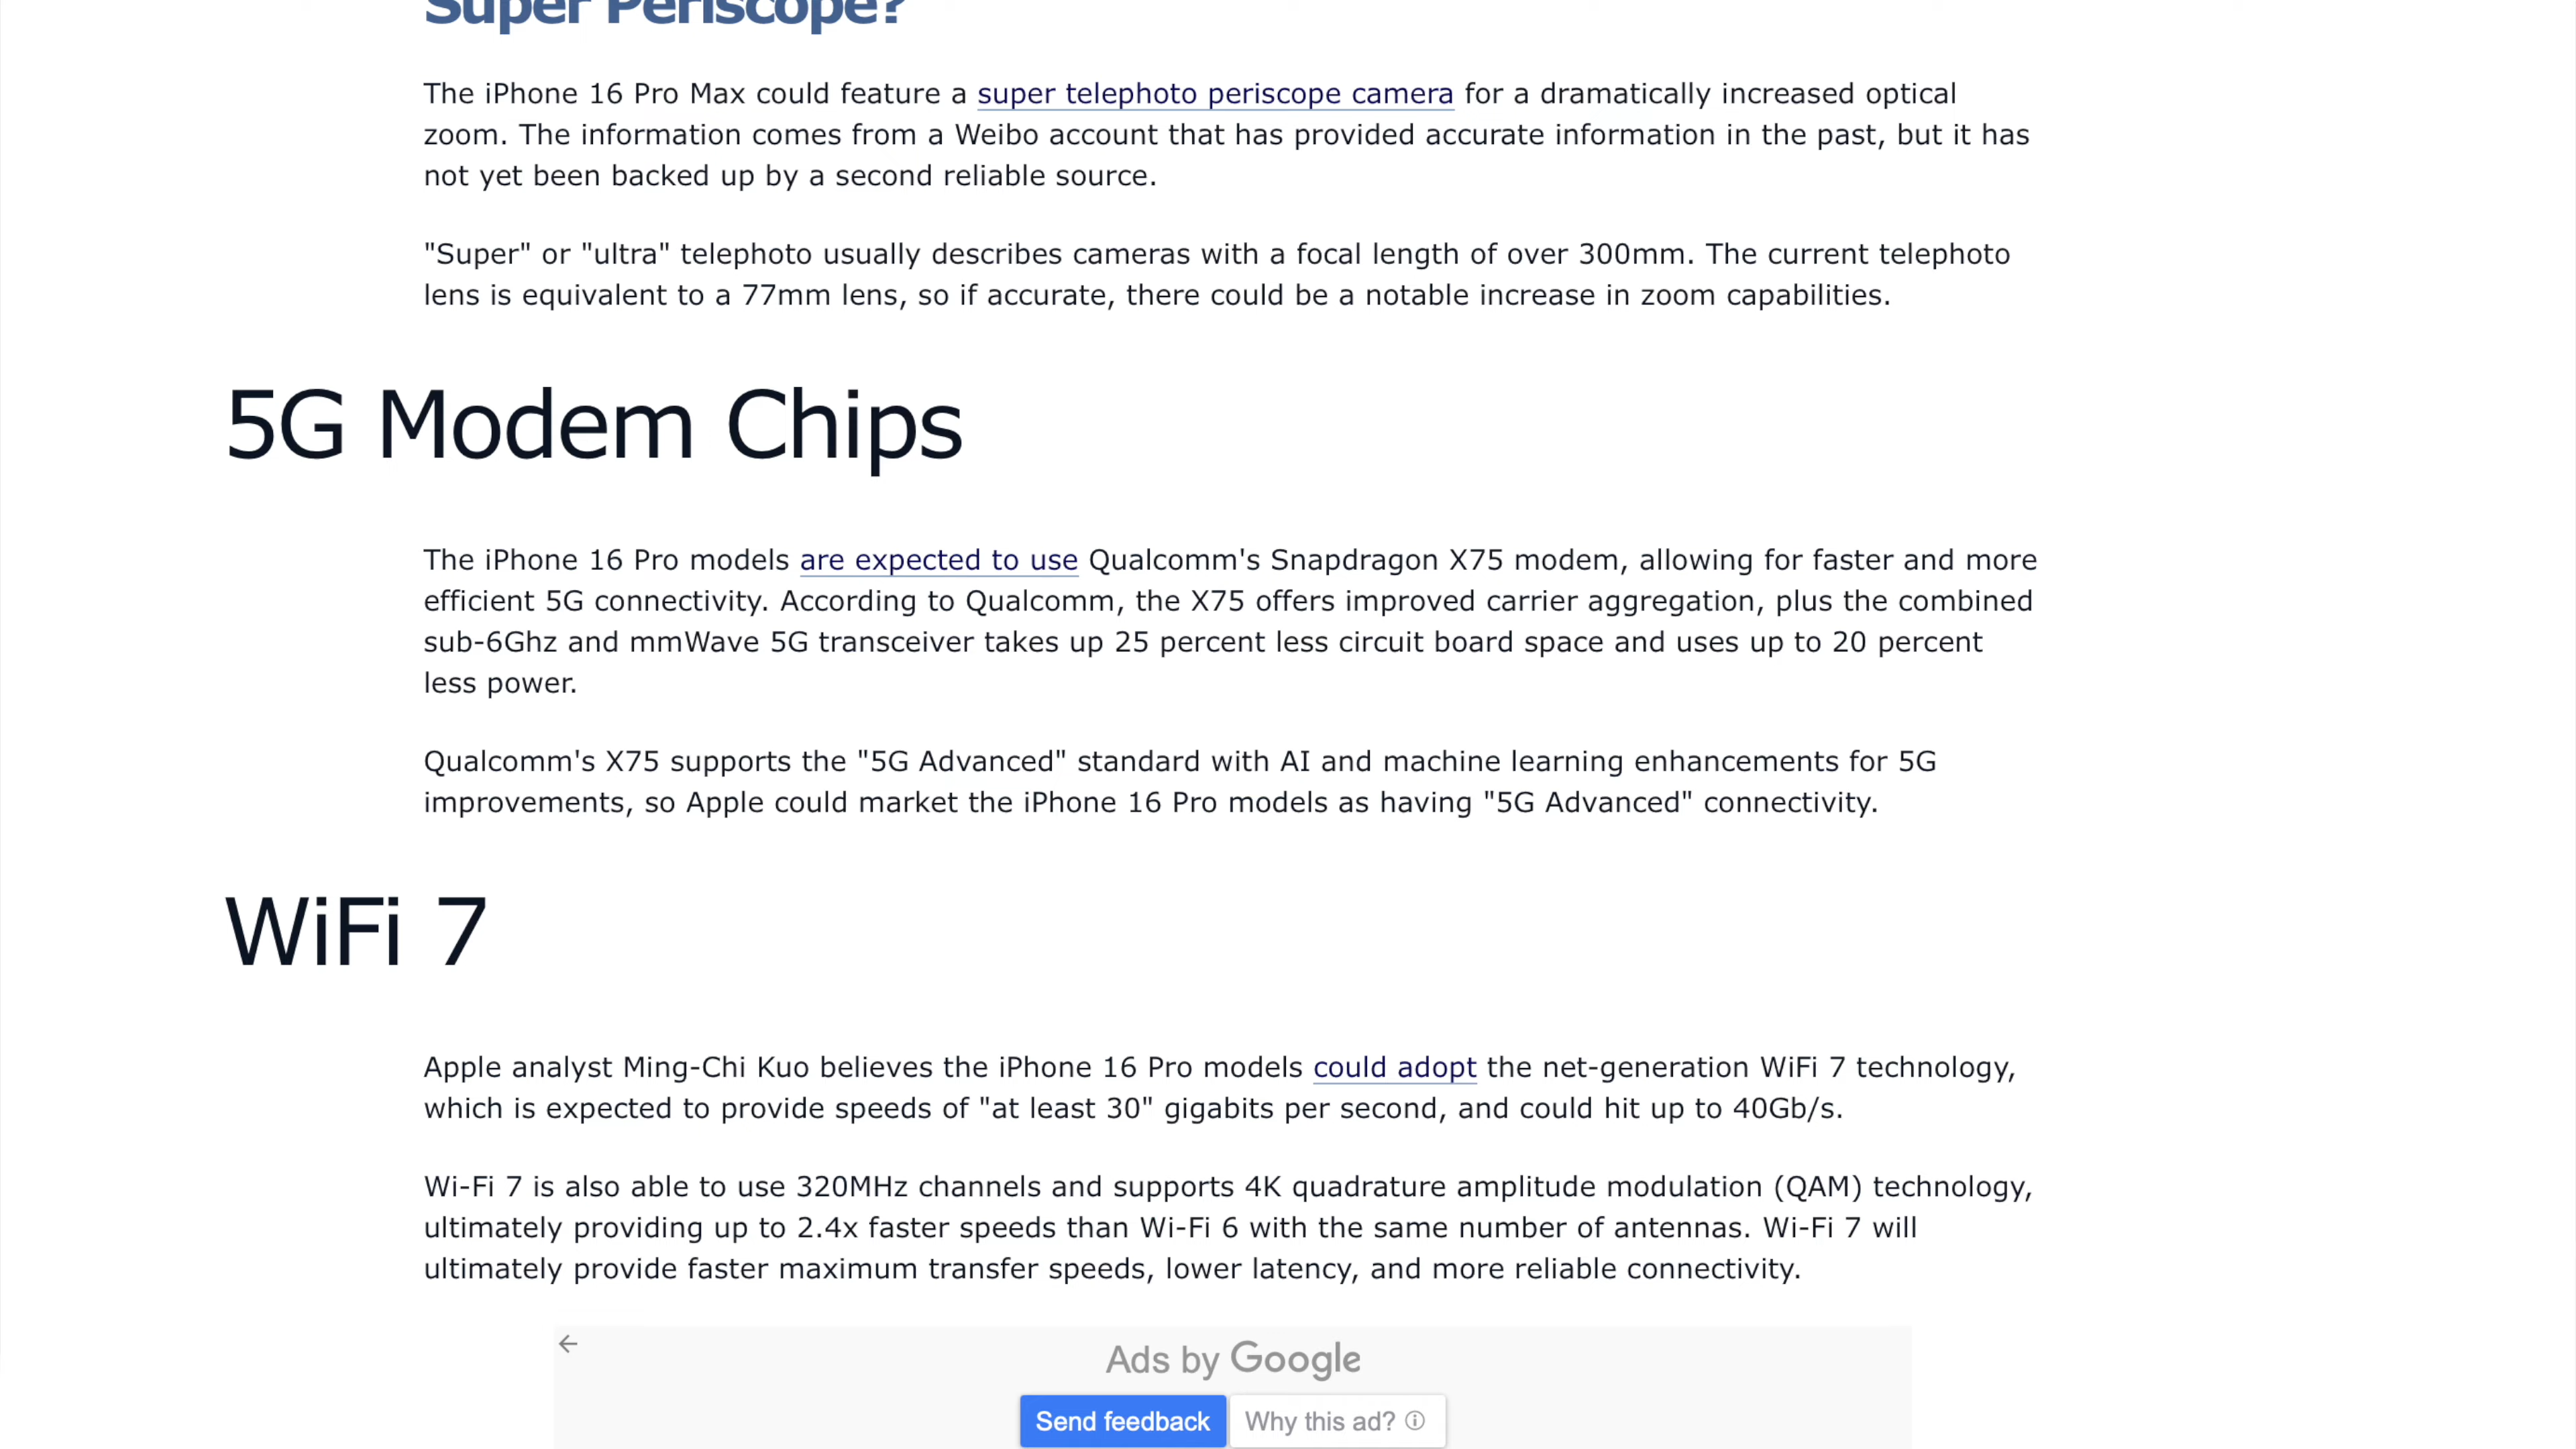 Super Periscope?
The iPhone 16 Pro Max could feature a super telephoto periscope camera for a dramatically increased optical
zoom. The information comes from a Weibo account that has provided accurate information in the past, but it has
not yet been backed up by a second reliable source.
"Super" or "ultra" telephoto usually describes cameras with a focal length of over 300mm. The current telephoto
lens is equivalent to a 77mm lens, so if accurate, there could be a notable increase in zoom capabilities.
5G Modem Chips
The iPhone 16 Pro models are expected to use Qualcomm's Snapdragon X75 modem, allowing for faster and more
efficient 5G connectivity. According to Qualcomm, the X75 offers improved carrier aggregation, plus the combined
sub-6Ghz and mmWave 5G transceiver takes up 25 percent less circuit board space and uses up to 20 percent
less power.
Qualcomm's X75 supports the "5G Advanced" standard with AI and machine learning enhancements for 5G
improvements, so Apple could market the iPhone 16 Pro models as having "5G Advanced" connectivity.
WiFi 7
Apple analyst Ming-Chi Kuo believes the iPhone 16 Pro models could adopt the net-generation WiFi 7 technology,
which is expected to provide speeds of "at least 30" gigabits per second, and could hit up to 40Gb/s.
Wi-Fi 7 is also able to use 320MHz channels and supports 4K quadrature amplitude modulation (QAM) technology,
ultimately providing up to 2.4x faster speeds than Wi-Fi 6 with the same number of antennas. Wi-Fi 7 will
ultimately provide faster maximum transfer speeds, lower latency, and more reliable connectivity.
Ads by Google
Send feedback Why this ad?